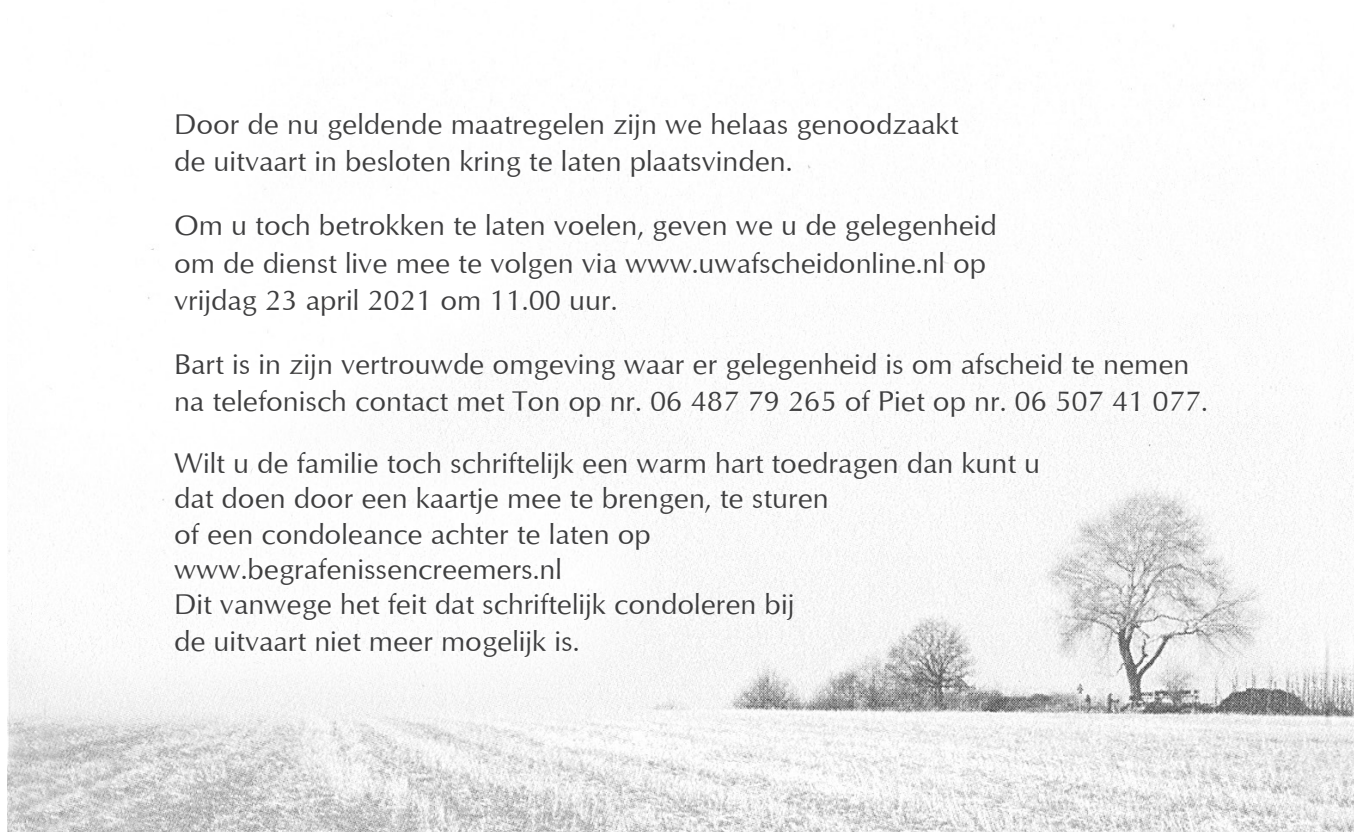 Door de nu geldende maatregelen zijn we helaas genoodzaakt
de uitvaart in besloten kring te laten plaatsvinden.
Om u toch betrokken te laten voelen, geven we u de gelegenheid
om de dienst live mee te volgen via www.uwafscheidonline.nl op
vrijdag 23 april 2021 om 11.00 uur.
Bart is in zijn vertrouwde omgeving waar er gelegenheid is om afscheid te nemen
na telefonisch contact met Ton op nr. 06 487 79 265 of Piet op nr. 06 507 41 077.
Wilt u de familie toch schriftelijk een warm hart toedragen dan kunt u
dat doen door een kaartje mee te brengen, te sturen
of een condoleance achter te laten op
www.begrafenissencreemers.nl
Dit vanwege het feit dat schriftelijk condoleren bij
de uitvaart niet meer mogelijk is.